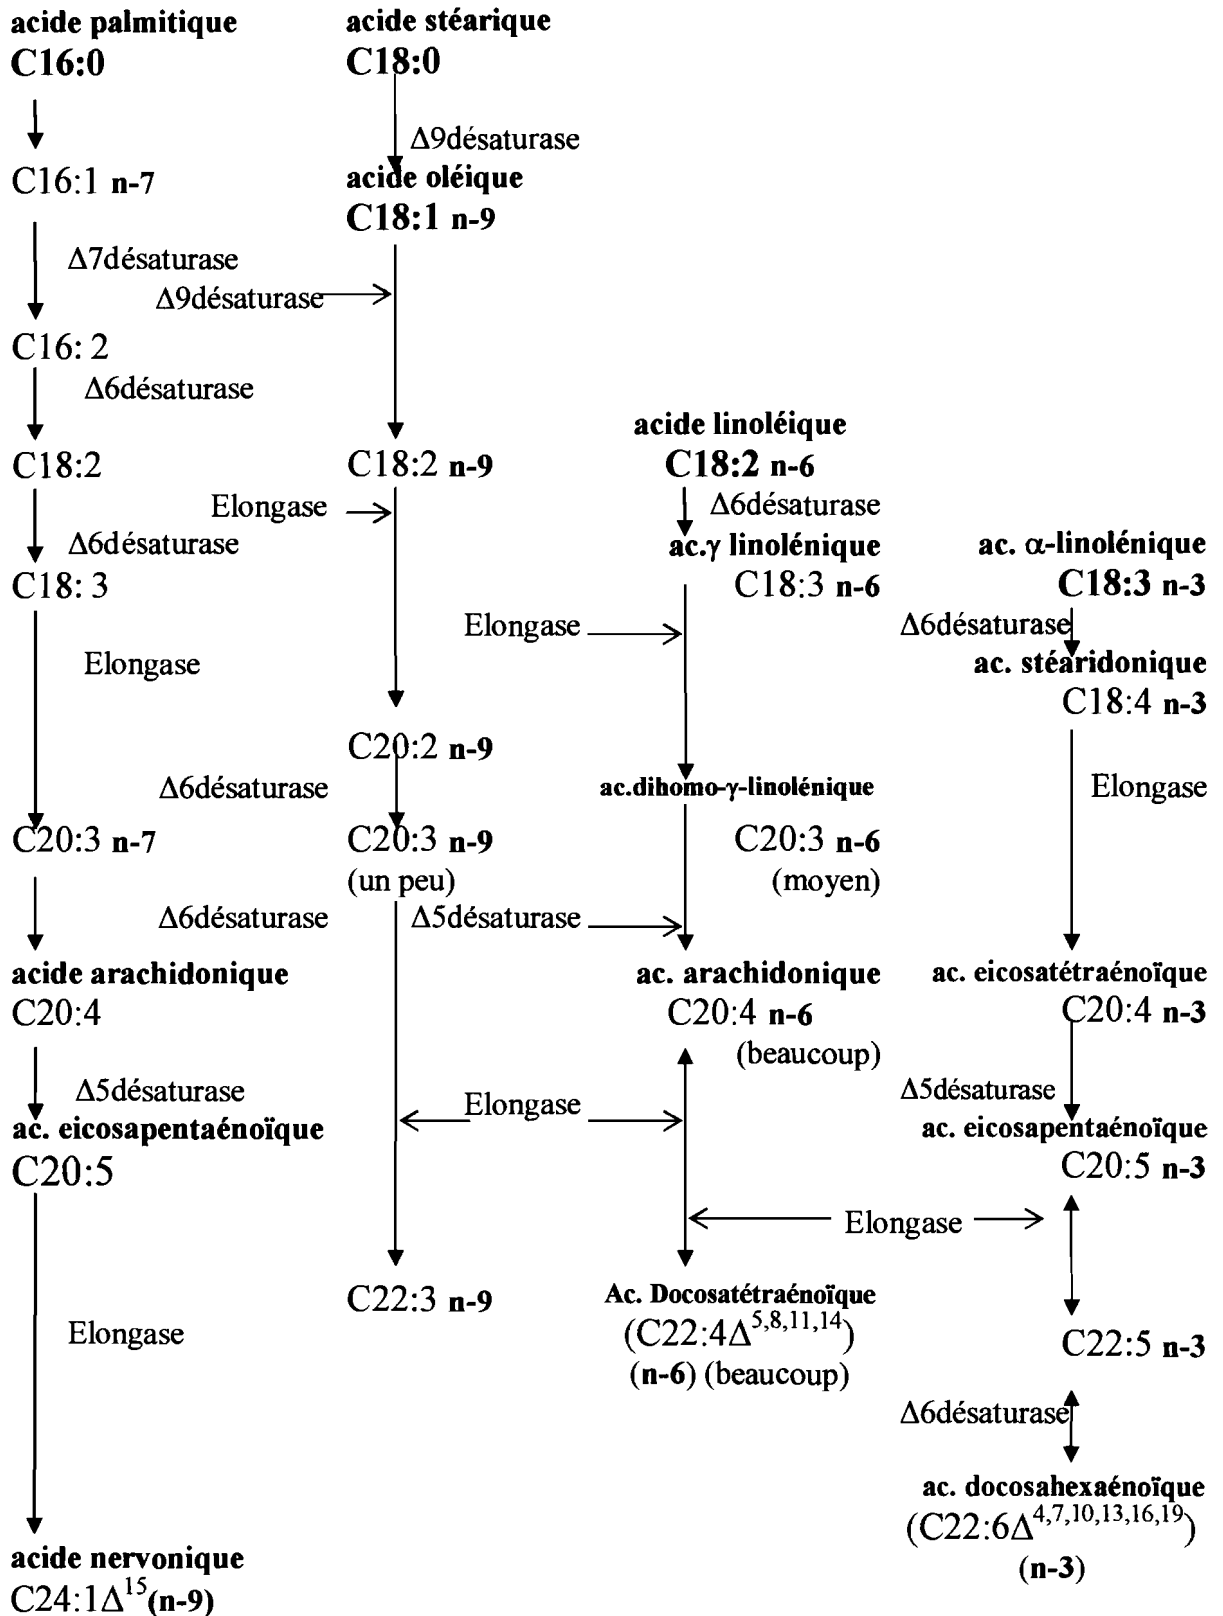 acide palmitique
C16:0
acide stéarique
C18:0
Δ9désaturase
C16:1 n-7
acide oléique
C18:1 n-9
Δ7désaturase
Δ9désaturase
C16: 2
Δ6désaturase
C18:2
C18:2 n-9
acide linoléique
C18:2 n-6
Elongase
Δ6désaturase
Δ6désaturase
C18: 3
ac.γ linolénique
C18:3 n-6
ac. α-linolénique
C18:3 n-3
Elongase
Elongase
Δ6désaturase
ac. stéaridonique
C18:4 n-3
C20:2 n-9
Δ6désaturase
ac.dihomo-γ-linolénique
Elongase
C20:3 n-7
C20:3 n-9
(un peu)
C20:3 n-6
(moyen)
Δ6désaturase
Δ5désaturase
acide arachidonique
C20:4
ac. arachidonique
C20:4 n-6
(beaucoup)
ac. eicosatétraénoïque
C20:4 n-3
Δ5désaturase
Elongase
Δ5désaturase
ac. eicosapentaénoïque
C20:5
ac. eicosapentaénoïque
C20:5 n-3
Elongase
C22:3 n-9
Ac. Docosatétraénoïque
(C22:4Δ5,8,11,14)
(n-6) (beaucoup)
Elongase
C22:5 n-3
Δ6désaturase
ac. docosahexaénoïque
(C22:6Δ4,7,10,13,16,19)
(n-3)
acide nervonique
C24:1Δ15(n-9)